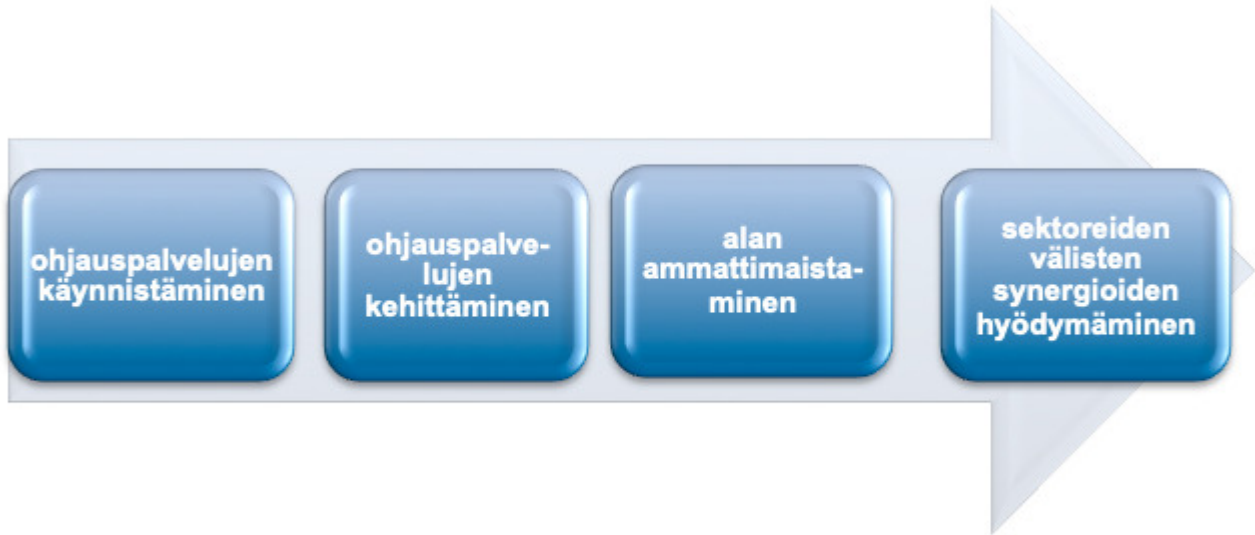 ohjauspalvelujen
käynnistäminen
ohjauspalve-
lujen
kehittäminen
alan
ammattimaista-
minen
sektoreiden
välisten
synergioiden
hyödymäminen